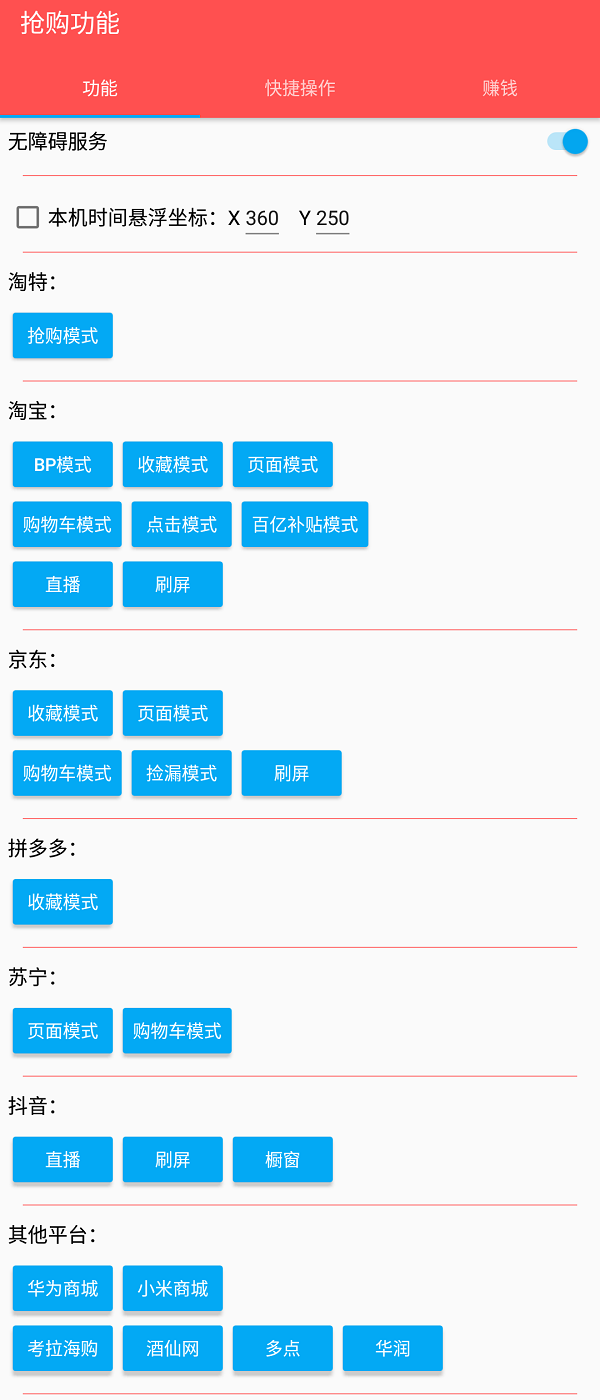 抢购功能
功能 快捷操作 赚钱
无障碍服务
本机时间悬浮坐标：X 360 Y 250
淘特：
抢购模式
淘宝：
BP模式 收藏模式 页面模式
购物车模式 点击模式 百亿补贴模式
直播 刷屏
京东：
收藏模式 页面模式
购物车模式 捡漏模式 刷屏
拼多多：
收藏模式
苏宁：
页面模式 购物车模式
抖音：
直播 刷屏 橱窗
其他平台：
华为商城 小米商城
考拉海购 酒仙网 多点 华润